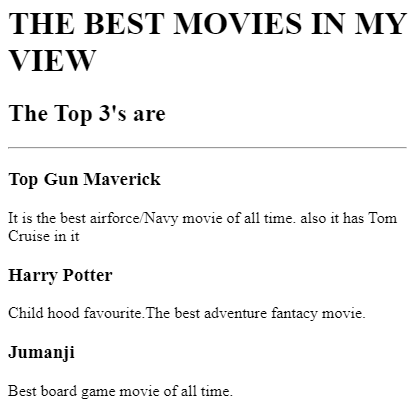 THE BEST MOVIES IN MY
VIEW
The Top 3's are
Top Gun Maverick
It is the best airforce/Navy movie of all time. also it has Tom
Cruise in it
Harry Potter
Child hood favourite.The best adventure fantacy movie.
Jumanji
Best board game movie of all time.